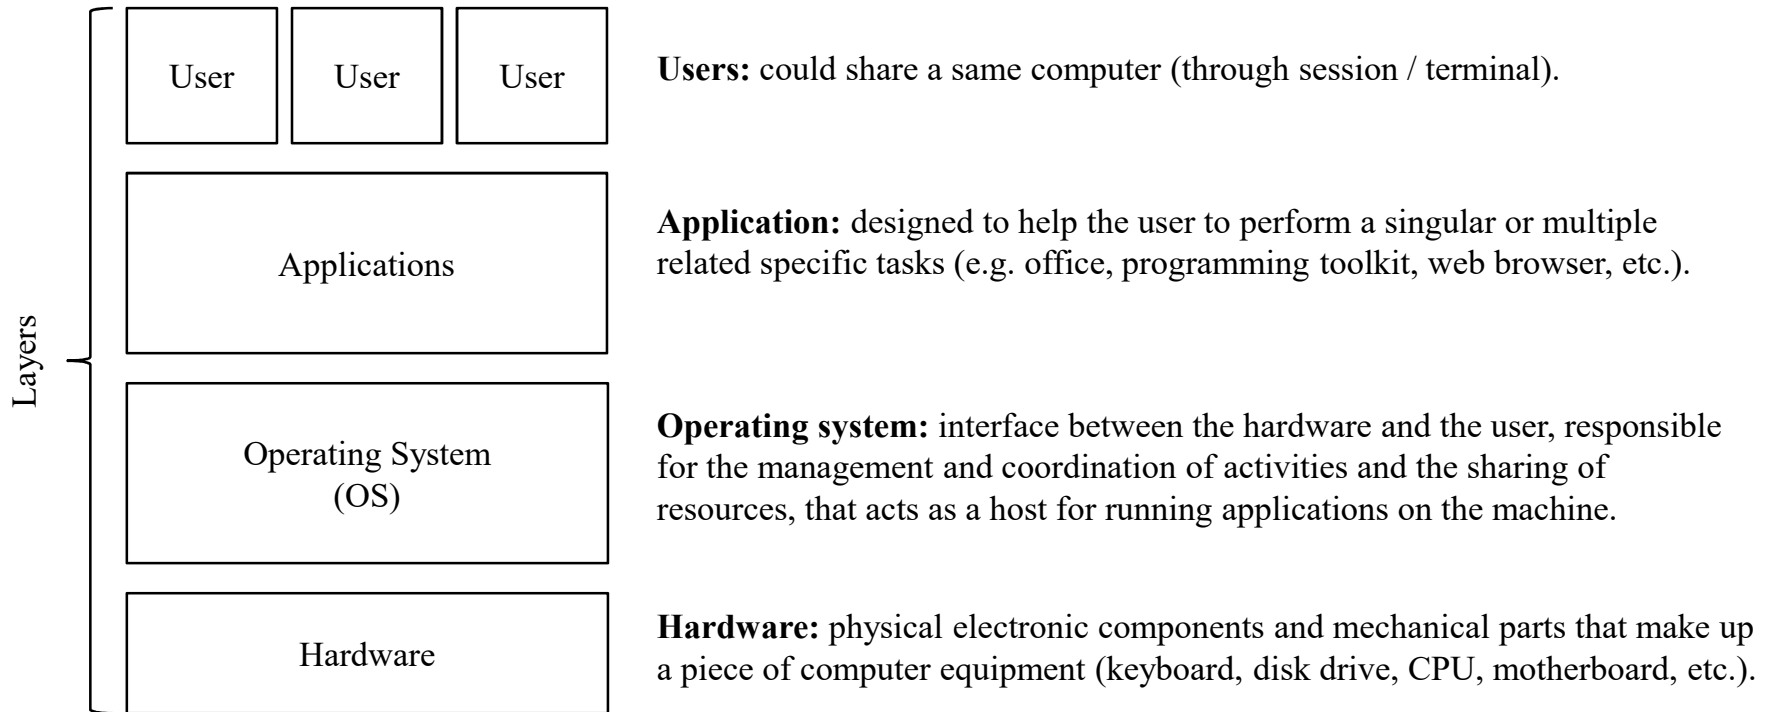 User
User
User
Users: could share a same computer (through session / terminal).
Applications
Application: designed to help the user to perform a singular or multiple
related specific tasks (e.g. office, programming toolkit, web browser, etc.).
Layers
Operating System
(OS)
Operating system: interface between the hardware and the user, responsible
for the management and coordination of activities and the sharing of
resources, that acts as a host for running applications on the machine.
Hardware
Hardware: physical electronic components and mechanical parts that make up
a piece of computer equipment (keyboard, disk drive, CPU, motherboard, etc.).